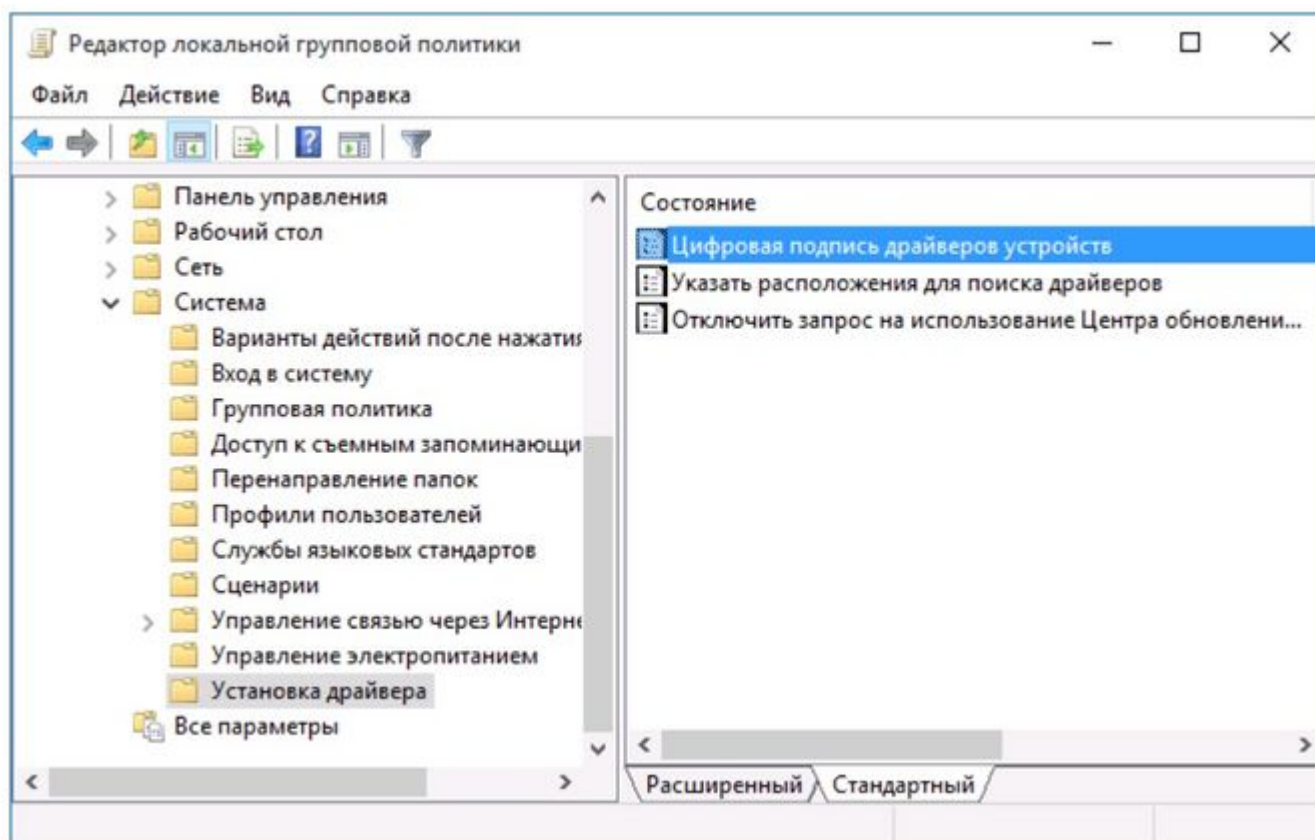 Редактор локальной групповой политики
Файл Действие Вид Справка
Панель управления
Рабочий стол
Сеть
Система
Варианты действий после нажатия
Вход в систему
Групповая политика
Доступ к съемным запоминающи
Перенаправление папок
Профили пользователей
Службы языковых стандартов
Сценарии
Управление связью через Интерне
Управление электропитанием
Установка драйвера
Все параметры
Состояние
Цифровая подпись драйверов устройств
Указать расположения для поиска драйверов
Отключить запрос на использование Центра обновлени...
Расширенный Стандартный